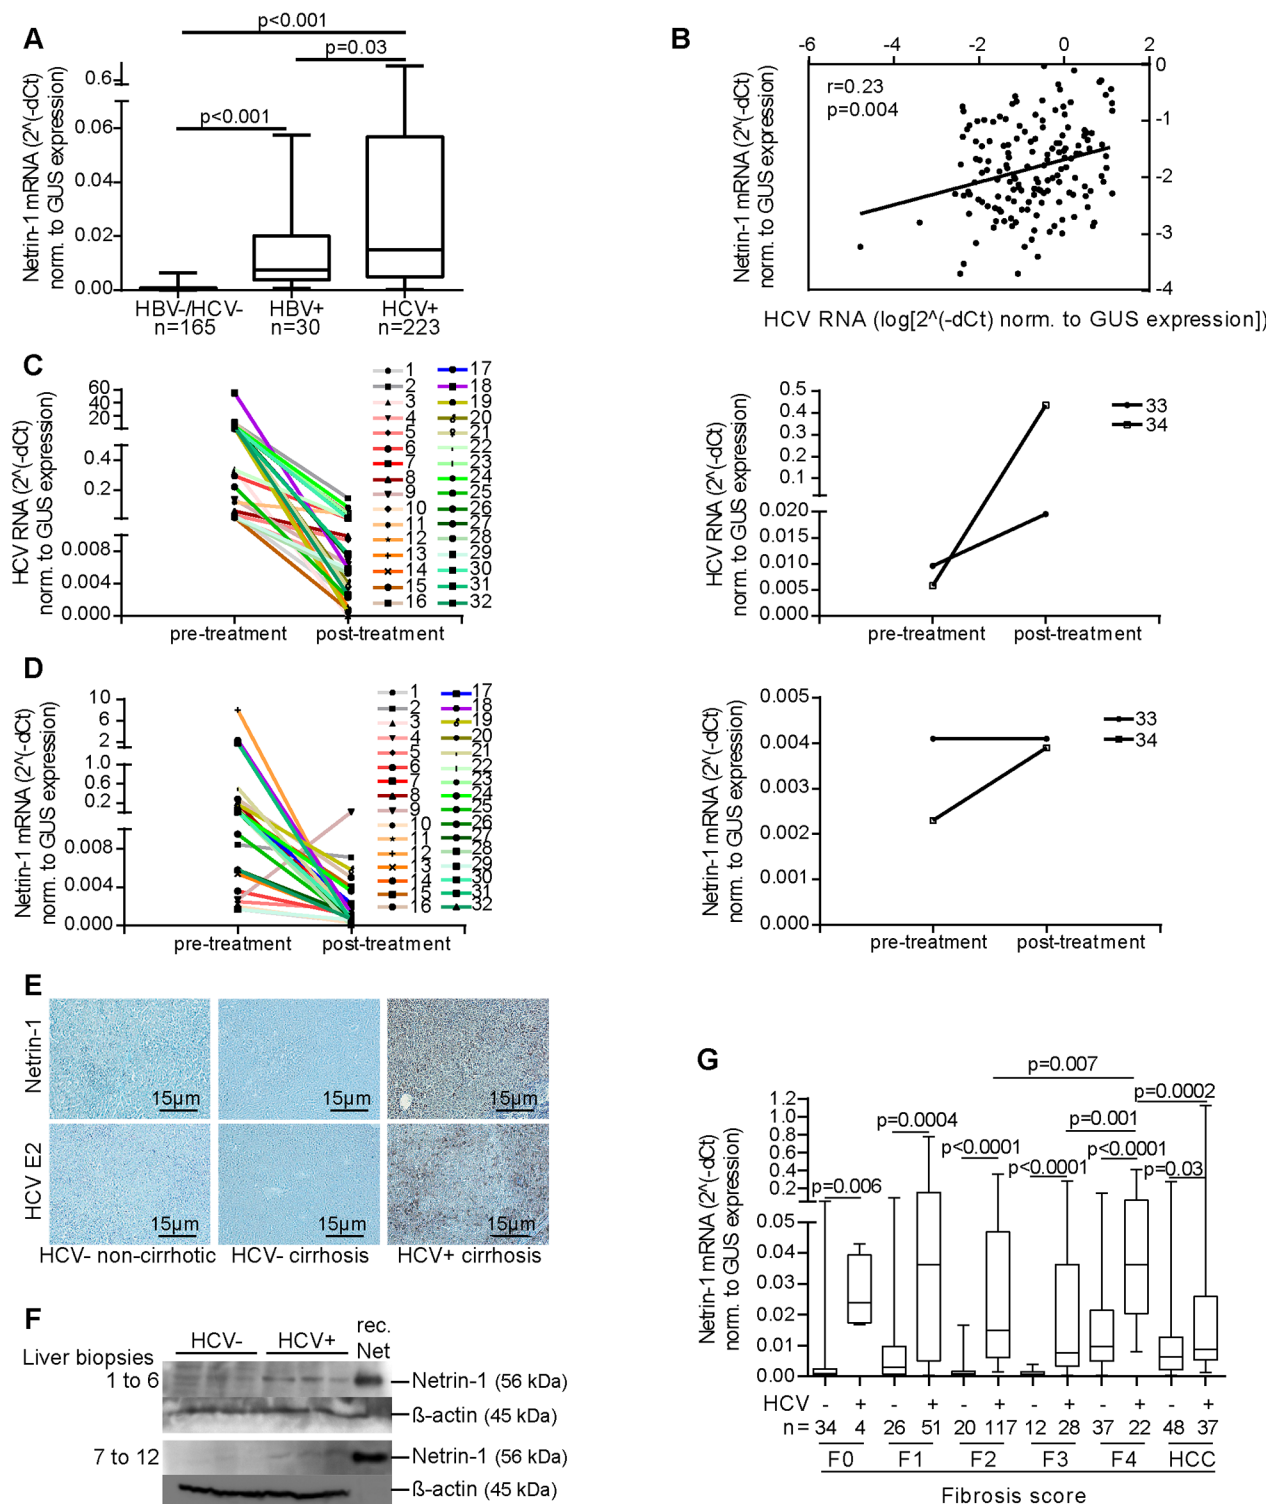 A
p<0.001
p=0.03
p<0.001
Netrin-1 mRNA (2^(-dCt)
norm. to GUS expression)
0.6
0.06
0.04
0.02
0.00
HBV-/HCV- HBV+ HCV+
n=165 n=30 n=223
B
-6 -4 -2 0 2
r=0.23
p=0.004
Netrin-1 mRNA (2^(-dCt)
norm. to GUS expression)
0
-1
-2
-3
-4
HCV RNA (log[2^(-dCt) norm. to GUS expression])
C
HCV RNA (2^(-dCt)
norm. to GUS expression)
60
40
20
0.4
0.2
0.008
0.004
0.000
pre-treatment post-treatment
1 17
2 18
3 19
4 20
5 21
6 22
7 23
8 24
9 25
10 26
11 27
12 28
13 29
14 30
15 31
16 32
HCV RNA (2^(-dCt)
norm. to GUS expression)
0.5
0.4
0.3
0.2
0.1
0.020
0.015
0.010
0.005
0.000
pre-treatment post-treatment
33
34
D
Netrin-1 mRNA (2^(-dCt)
norm. to GUS expression)
10
6
2
1.0
0.6
0.2
0.008
0.004
0.000
pre-treatment post-treatment
1 17
2 18
3 19
4 20
5 21
6 22
7 23
8 24
9 25
10 26
11 27
12 28
13 29
14 30
15 31
16 32
Netrin-1 mRNA (2^(-dCt)
norm. to GUS expression)
0.005
0.004
0.003
0.002
0.001
0.000
pre-treatment post-treatment
33
34
E
Netrin-1
15µm 15µm 15µm
HCV E2
15µm 15µm 15µm
HCV- non-cirrhotic HCV- cirrhosis HCV+ cirrhosis
F
Liver biopsies
HCV- HCV+ rec.
Net
1 to 6
Netrin-1 (56 kDa)
ß-actin (45 kDa)
7 to 12
Netrin-1 (56 kDa)
ß-actin (45 kDa)
G
p=0.007
p=0.0002
p=0.0004
p=0.001
p<0.0001
p<0.0001
p<0.0001
p=0.03
p=0.006
Netrin-1 mRNA (2^(-dCt)
norm. to GUS expression)
1.2
1.0
0.8
0.6
0.4
0.2
0.05
0.04
0.03
0.02
0.01
0.00
HCV - + - + - + - + - + - +
n= 34 4 26 51 20 117 12 28 37 22 48 37
F0 F1 F2 F3 F4 HCC
Fibrosis score